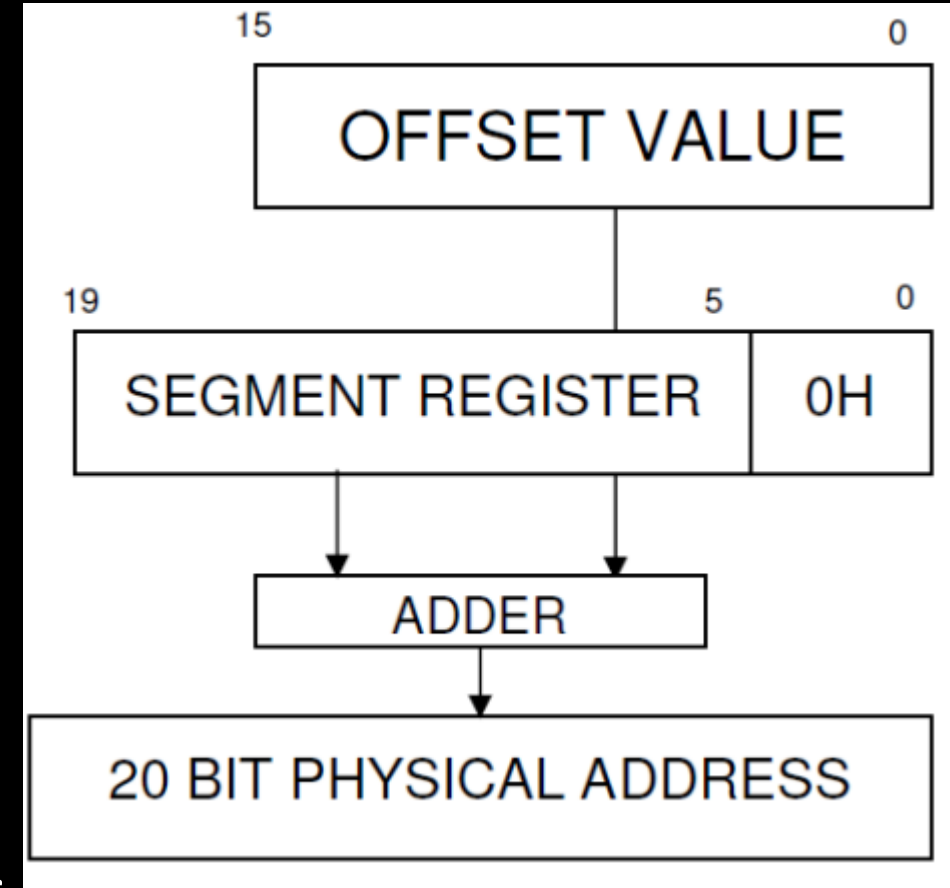 15 0
OFFSET VALUE
19 5 0
SEGMENT REGISTER 0H
ADDER
20 BIT PHYSICAL ADDRESS